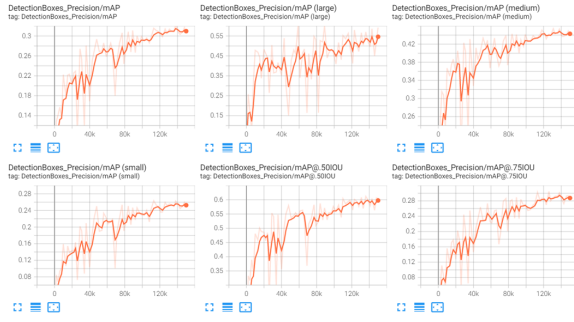 DetectionBoxes_Precision/mAP
tag: DetectionBoxes_Precision/mAP
0.3
0.26
0.22
0.18
0.14
0 40k 80k 120k
DetectionBoxes_Precision/mAP (large)
tag: DetectionBoxes_Precision/mAP
(large)
0.55
0.45
0.35
0.25
0.15
0 40k 80k 120k
DetectionBoxes_Precision/mAP (medium)
tag: DetectionBoxes_Precision/mAP
(medium)
0.42
0.38
0.34
0.3
0.26
0 40k 80k 120k
DetectionBoxes_Precision/mAP (small)
tag: DetectionBoxes_Precision/mAP
(small)
0.28
0.24
0.2
0.16
0.12
0.08
0 40k 80k 120k
DetectionBoxes_Precision/mAP@.50IOU
tag: DetectionBoxes_Precision/mAP@.50IOU
0.6
0.55
0.5
0.45
0.4
0.35
0 40k 80k 120k
DetectionBoxes_Precision/mAP@.75IOU
tag: DetectionBoxes_Precision/mAP@.75IOU
0.28
0.24
0.2
0.16
0.12
0.08
0 40k 80k 120k